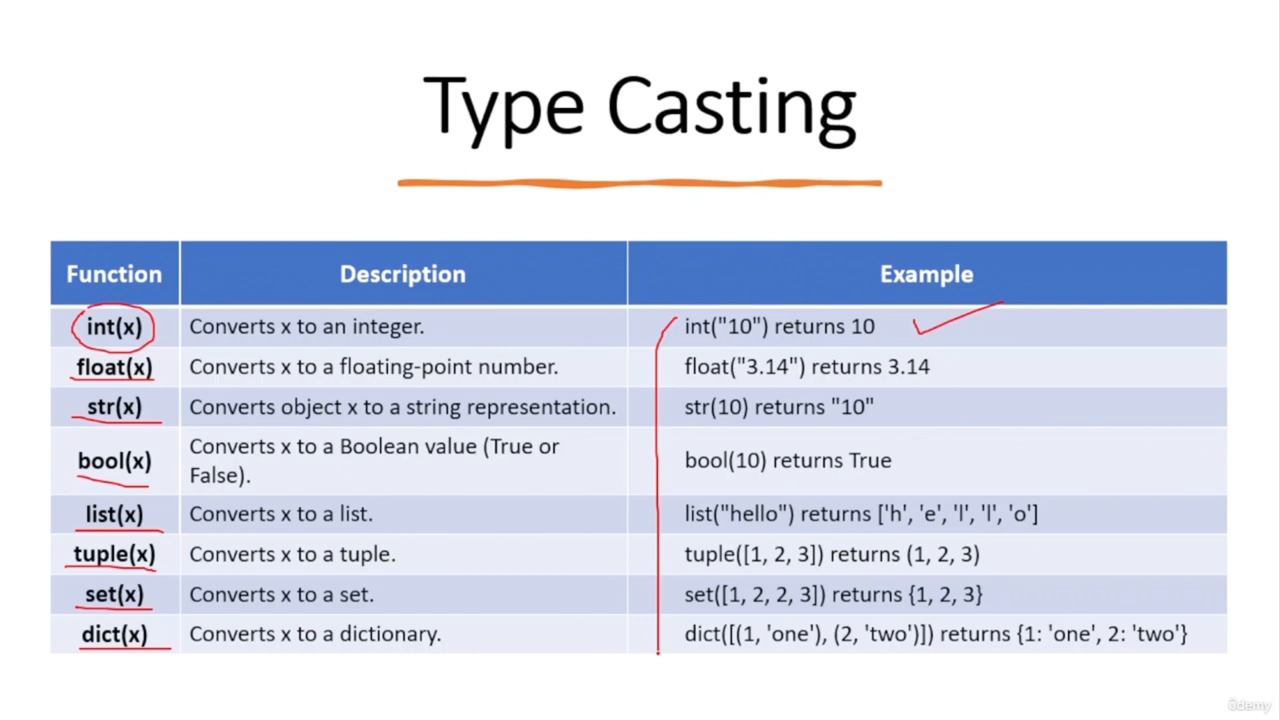 Type Casting
Function Description Example
int(x) Converts x to an integer. int("10") returns 10
float(x) Converts x to a floating-point number. float("3.14") returns 3.14
str(x) Converts object x to a string representation. str(10) returns "10"
bool(x) Converts x to a Boolean value (True or
False). bool(10) returns True
list(x) Converts x to a list. list("hello") returns ['h', 'e', 'l', 'l', 'o']
tuple(x) Converts x to a tuple. tuple([1, 2, 3]) returns (1, 2, 3)
set(x) Converts x to a set. set([1, 2, 2, 3]) returns {1, 2, 3}
dict(x) Converts x to a dictionary. dict([(1, 'one'), (2, 'two')]) returns {1: 'one', 2: 'two'}
ûdemy